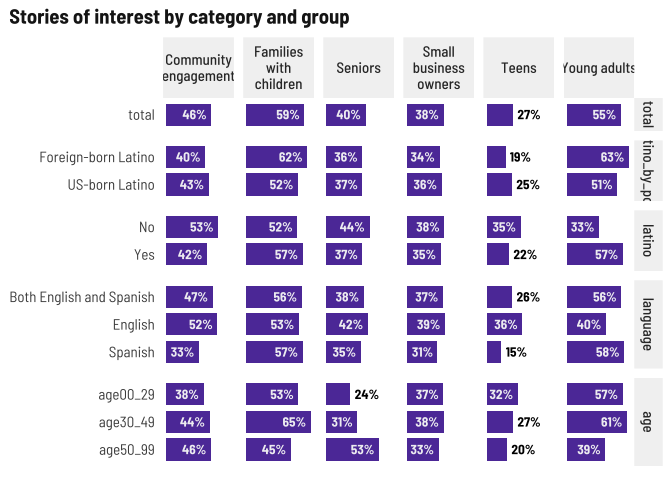 Stories of interest by category and group
Community engagement
Families with children
Seniors
Small business owners
Teens
Young adults
total 46% 59% 40% 38% 27% 55% total
Foreign-born Latino 40% 62% 36% 34% 19% 63%
US-born Latino 43% 52% 37% 36% 25% 51%
tino_by_pc
No 53% 52% 44% 38% 35% 33%
Yes 42% 57% 37% 35% 22% 57%
latino
Both English and Spanish 47% 56% 38% 37% 26% 56%
English 52% 53% 42% 39% 36% 40%
Spanish 33% 57% 35% 31% 15% 58%
language
age00_29 38% 53% 24% 37% 32% 57%
age30_49 44% 65% 31% 38% 27% 61%
age50_99 46% 45% 53% 33% 20% 39%
age